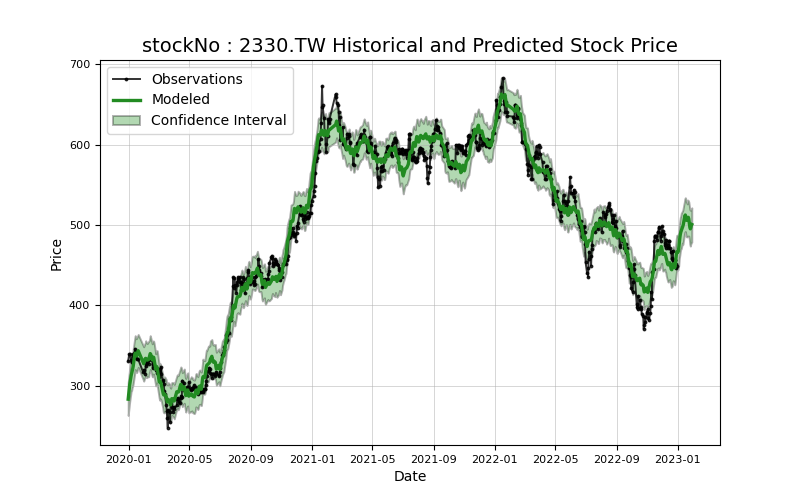 stockNo : 2330.TW Historical and Predicted Stock Price
Observations
Modeled
Confidence Interval
700
600
500
400
300
Price
2020-01 2020-05 2020-09 2021-01 2021-05 2021-09 2022-01 2022-05 2022-09 2023-01
Date